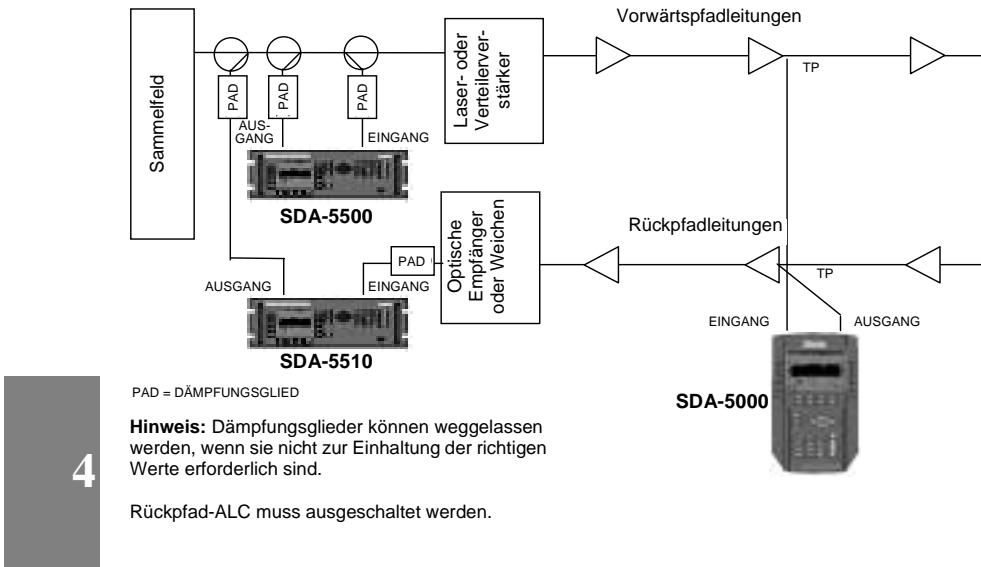 Vorwärtspfadleitungen
Sammelfeld
PAD
PAD
PAD
AUS-
GANG
EINGANG
Laser- oder
Verteilerver-
stärker
TP
SDA-5500
Rückpfadleitungen
PAD
Optische
Empfänger
oder Weichen
TP
AUSGANG
EINGANG
EINGANG
AUSGANG
SDA-5510
SDA-5000
PAD = DÄMPFUNGSGLIED
Hinweis: Dämpfungsglieder können weggelassen
werden, wenn sie nicht zur Einhaltung der richtigen
Werte erforderlich sind.
4
Rückpfad-ALC muss ausgeschaltet werden.